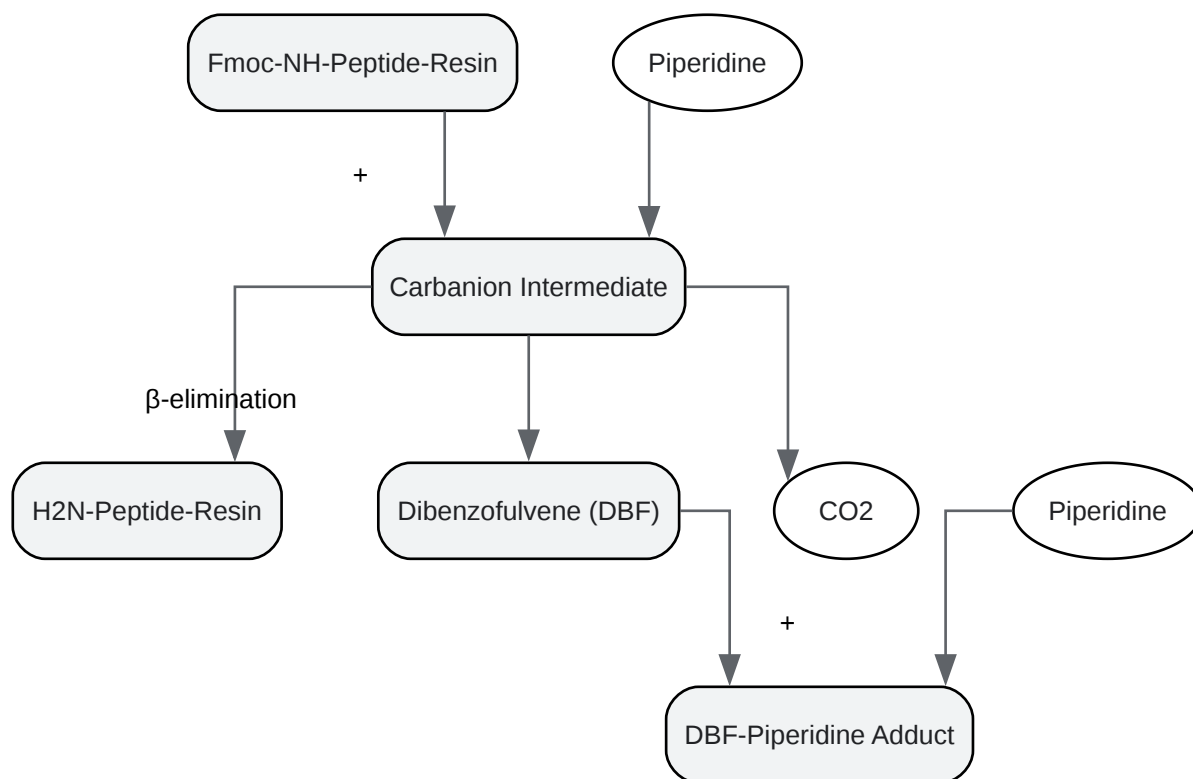 Fmoc-NH-Peptide-Resin
Piperidine
+
Carbanion Intermediate
β-elimination
H2N-Peptide-Resin
Dibenzofulvene (DBF)
CO2
Piperidine
+
DBF-Piperidine Adduct